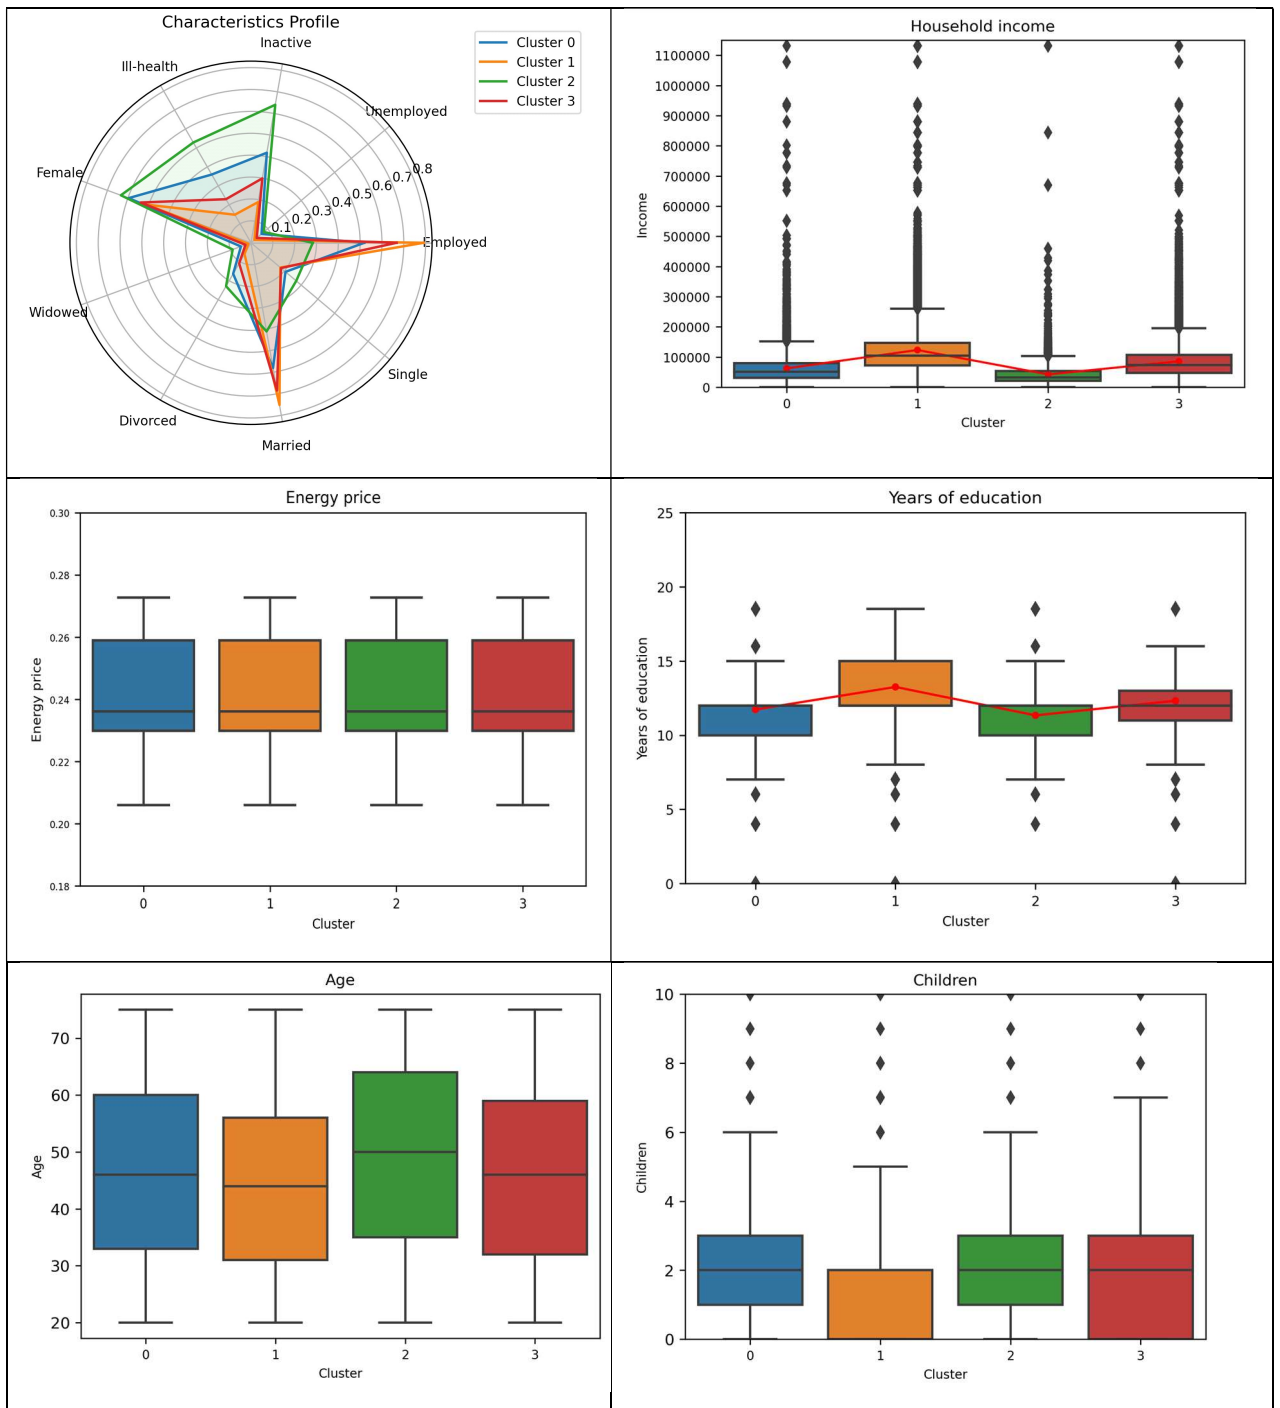 Characteristics Profile
Inactive
Ill-health
Unemployed
Female
Employed
Widowed
Single
Divorced
Married
0.1
0.2
0.3
0.4
0.5
0.6
0.7
0.8
Cluster 0
Cluster 1
Cluster 2
Cluster 3
Household income
1100000
1000000
900000
800000
700000
600000
500000
400000
300000
200000
100000
0
Income
0 1 2 3
Cluster
Energy price
0.30
0.28
0.26
0.24
0.22
0.20
0.18
Energy price
0 1 2 3
Cluster
Years of education
25
20
15
10
5
0
Years of education
0 1 2 3
Cluster
Age
70
60
50
40
30
20
Age
0 1 2 3
Cluster
Children
10
8
6
4
2
0
Children
0 1 2 3
Cluster